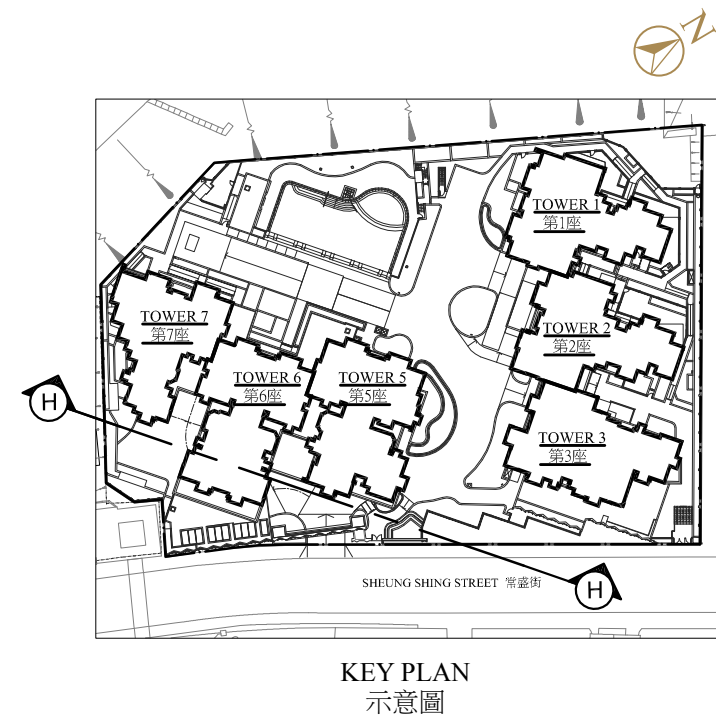 N
TOWER 1
第1座
TOWER 2
第2座
TOWER 3
第3座
TOWER 7
第7座
TOWER 6
第6座
TOWER 5
第5座
H
H
SHEUNG SHING STREET 常盛街
KEY PLAN
示意圖